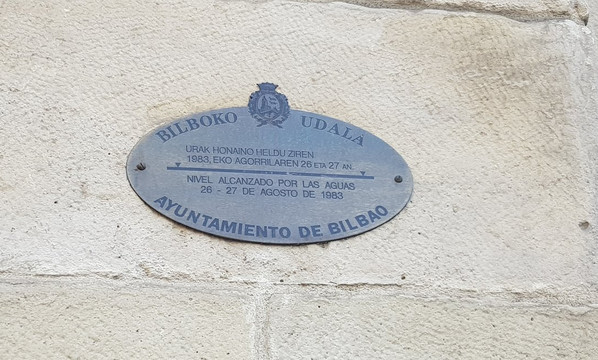 BILBOKO UDALA
URAK HONAINO HELDU ZIREN
1983, EKO AGORRILAREN 26 ETA 27 AN.
NIVEL ALCANZADO POR LAS AGUAS
26 - 27 DE AGOSTO DE 1983
AYUNTAMIENTO DE BILBAO